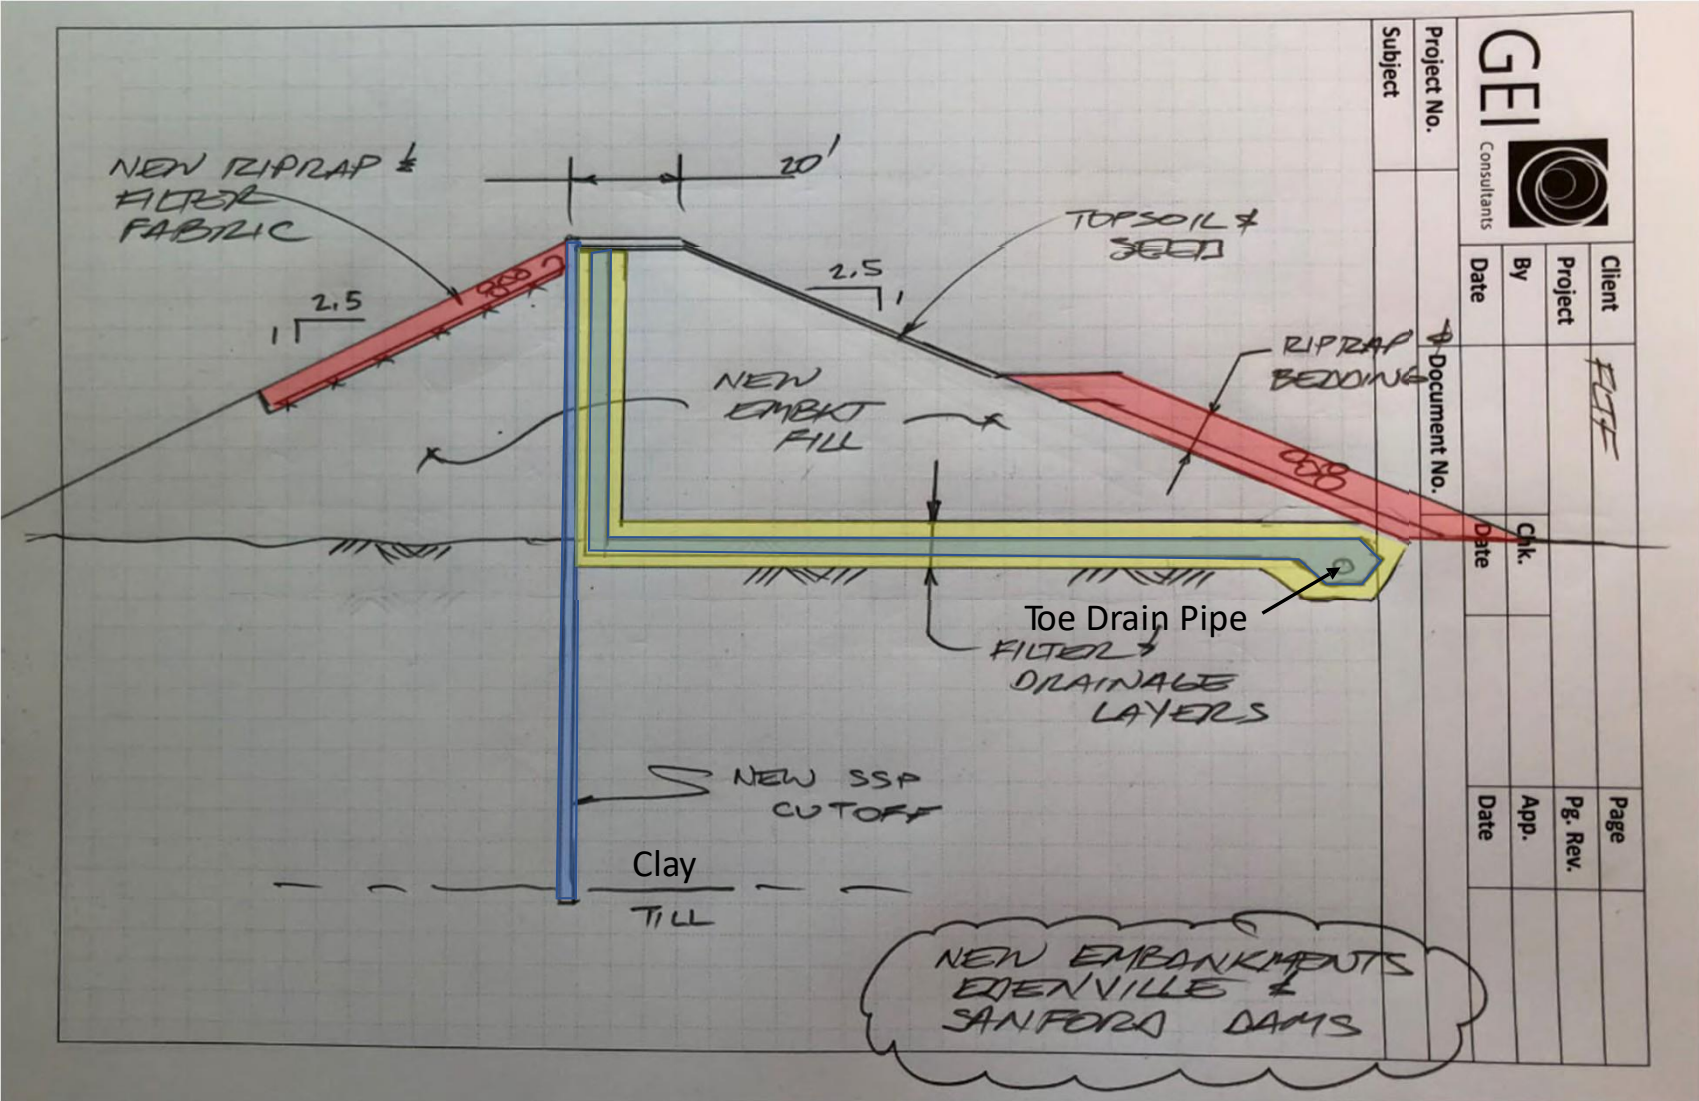 NEW RIPRAP &
FILTER
FABRIC
20'
TOPSOIL &
SEED
2.5
1
2.5
1
RIPRAP &
BEDDING
NEW
EMBKT
FILL
Toe Drain Pipe
FILTER &
DRAINAGE
LAYERS
NEW SSP
CUTOFF
Clay
TILL
NEW EMBANKMENTS
EDENVILLE &
SANFORD DAMS
GEI
Consultants
Client
FLTF
Page
Project
Pg. Rev.
By
Chk.
App.
Date
Date
Date
Project No.
Document No.
Subject